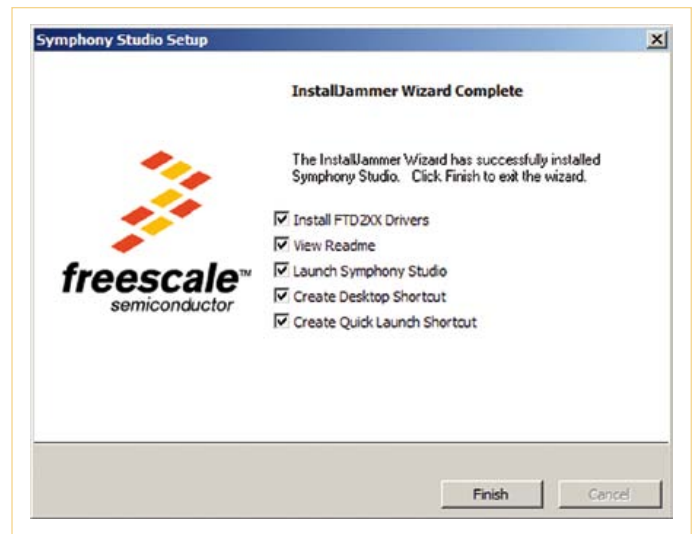 Symphony Studio Setup
InstallJammer Wizard Complete
The InstallJammer Wizard has successfully installed
Symphony Studio. Click Finish to exit the wizard.
Install FTD2XX Drivers
View Readme
Launch Symphony Studio
Create Desktop Shortcut
Create Quick Launch Shortcut
freescale™
semiconductor
Finish
Cancel